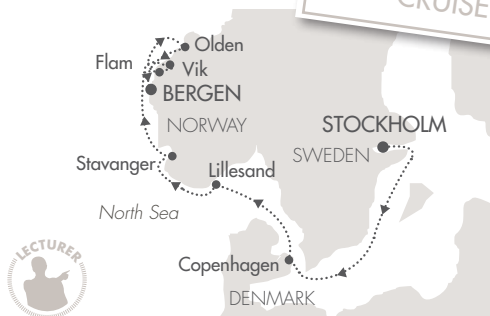 CRUISE
Olden
Flam
Vik
BERGEN
NORWAY
STOCKHOLM
SWEDEN
Stavanger
Lillesand
North Sea
LECTURER
Copenhagen
DENMARK